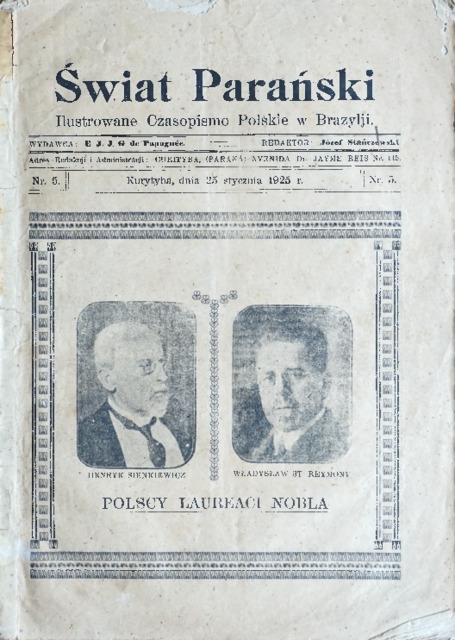 Świat Parański
Ilustrowane Czasopismo Polskie w Brazylji.
WYDAWCA: E J. J. G de Papagnée. REDAKTOR Józef Stańczewski
Adres Redakcji i Administracji: CURITYBA, (PARANÁ) AVENIDA Dr. JAYME REIS No. 115.
Nr. 5. Kurytyba, dnia 25 stycznia 1925 r. Nr. 5.
HENRYK SIENKIEWICZ WŁADYSŁAW ST. REYMONT
POLSCY LAUREACI NOBLA